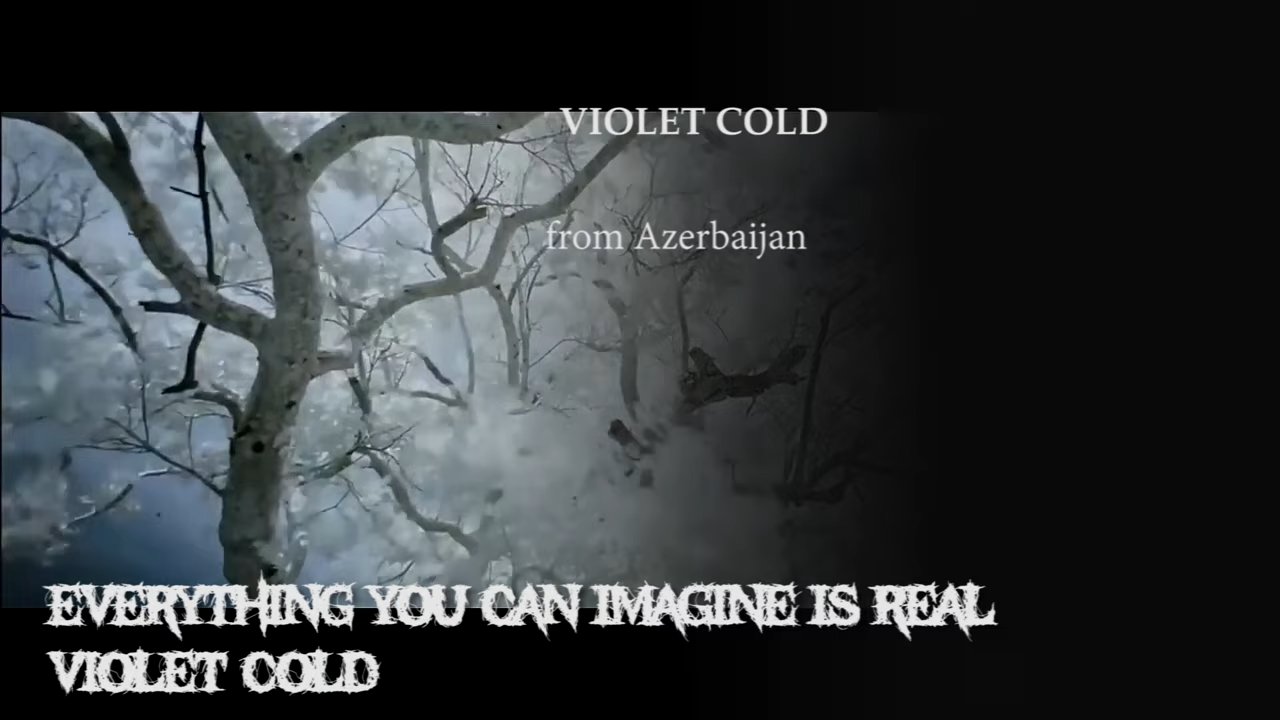 VIOLET COLD
from Azerbaijan
EVERYTHING YOU CAN IMAGINE IS REAL
VIOLET COLD